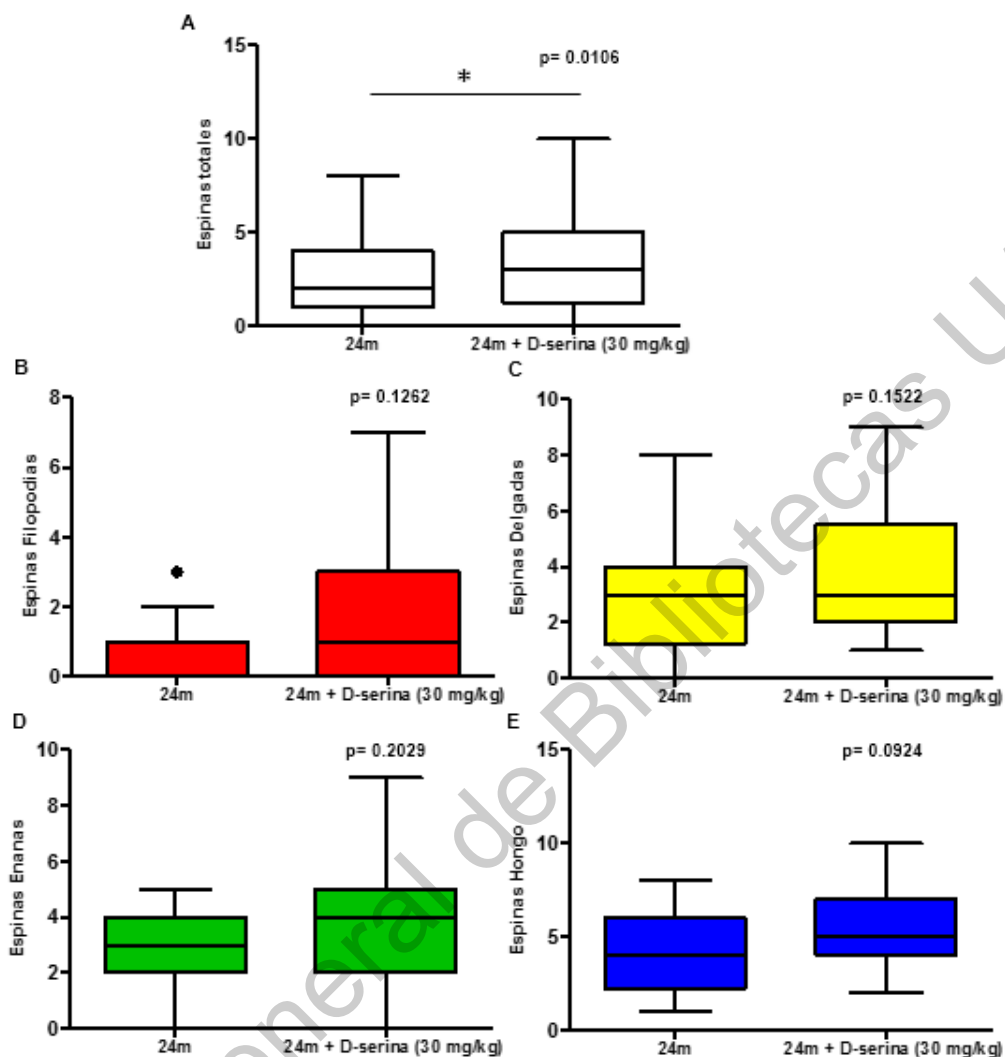 A
15
10
5
0
Espinas totales
p= 0.0106
*
24m
24m + D-serina (30 mg/kg)
B
8
6
4
2
0
Espinas Filopodias
p= 0.1262
24m
24m + D-serina (30 mg/kg)
C
10
8
6
4
2
0
Espinas Delgadas
p= 0.1522
24m
24m + D-serina (30 mg/kg)
D
10
8
6
4
2
0
Espinas Enanas
p= 0.2029
24m
24m + D-serina (30 mg/kg)
E
15
10
5
0
Espinas Hongo
p= 0.0924
24m
24m + D-serina (30 mg/kg)
eneral de Bibliotecas U